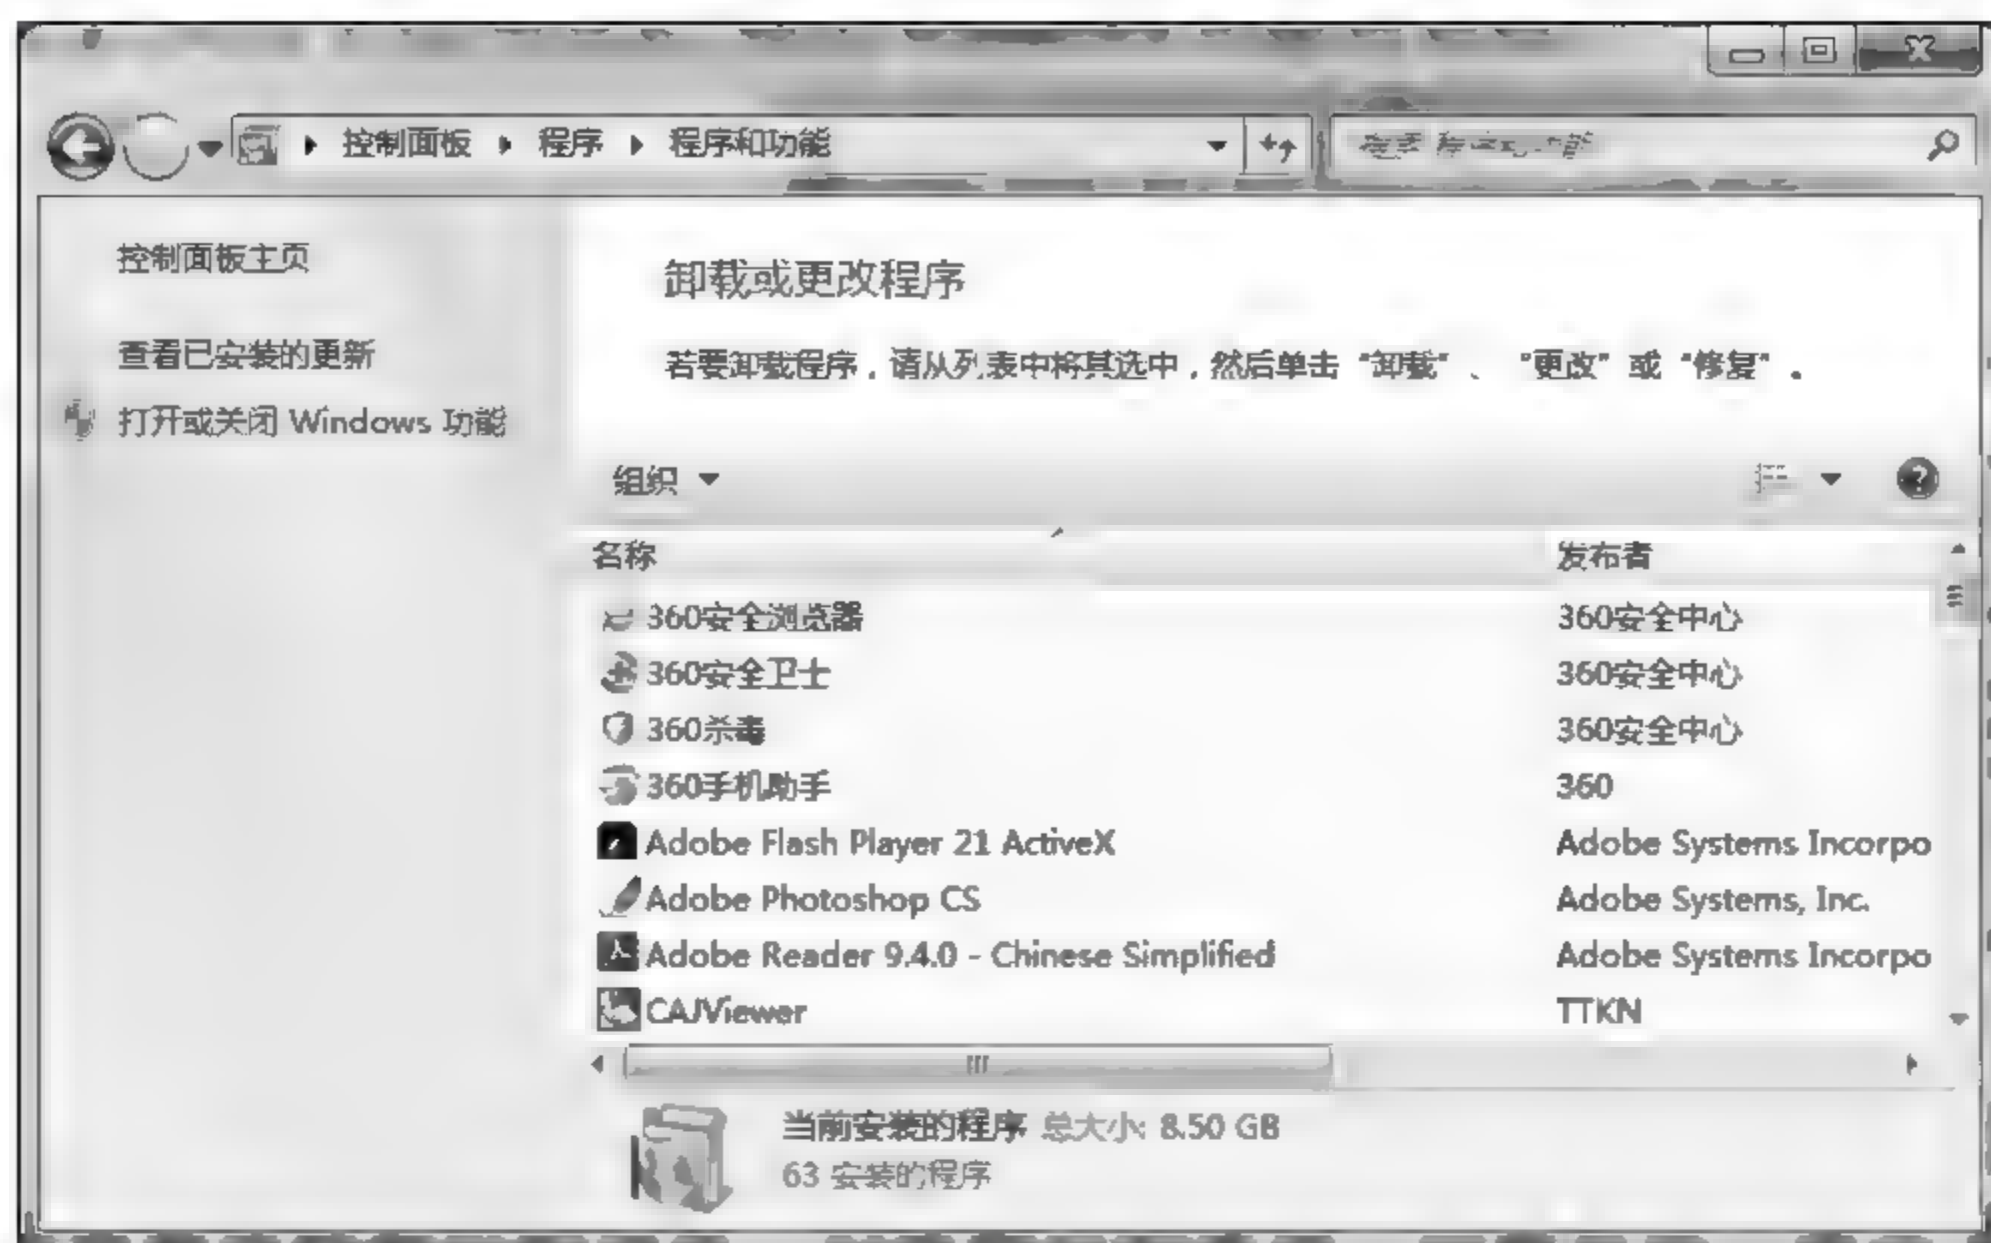 控制面板 程序 程序和功能
控制面板主页
查看已安装的更新
打开或关闭 Windows 功能
卸载或更改程序
若要卸载程序，请从列表中将其选中，然后单击“卸载”、“更改”或“修复”。
组织
名称 发布者
360安全浏览器 360安全中心
360安全卫士 360安全中心
360杀毒 360安全中心
360手机助手 360
Adobe Flash Player 21 ActiveX Adobe Systems Incorpo
Adobe Photoshop CS Adobe Systems, Inc.
Adobe Reader 9.4.0 - Chinese Simplified Adobe Systems Incorpo
CAJViewer TTKN
当前安装的程序 总大小: 8.50 GB
63 安装的程序